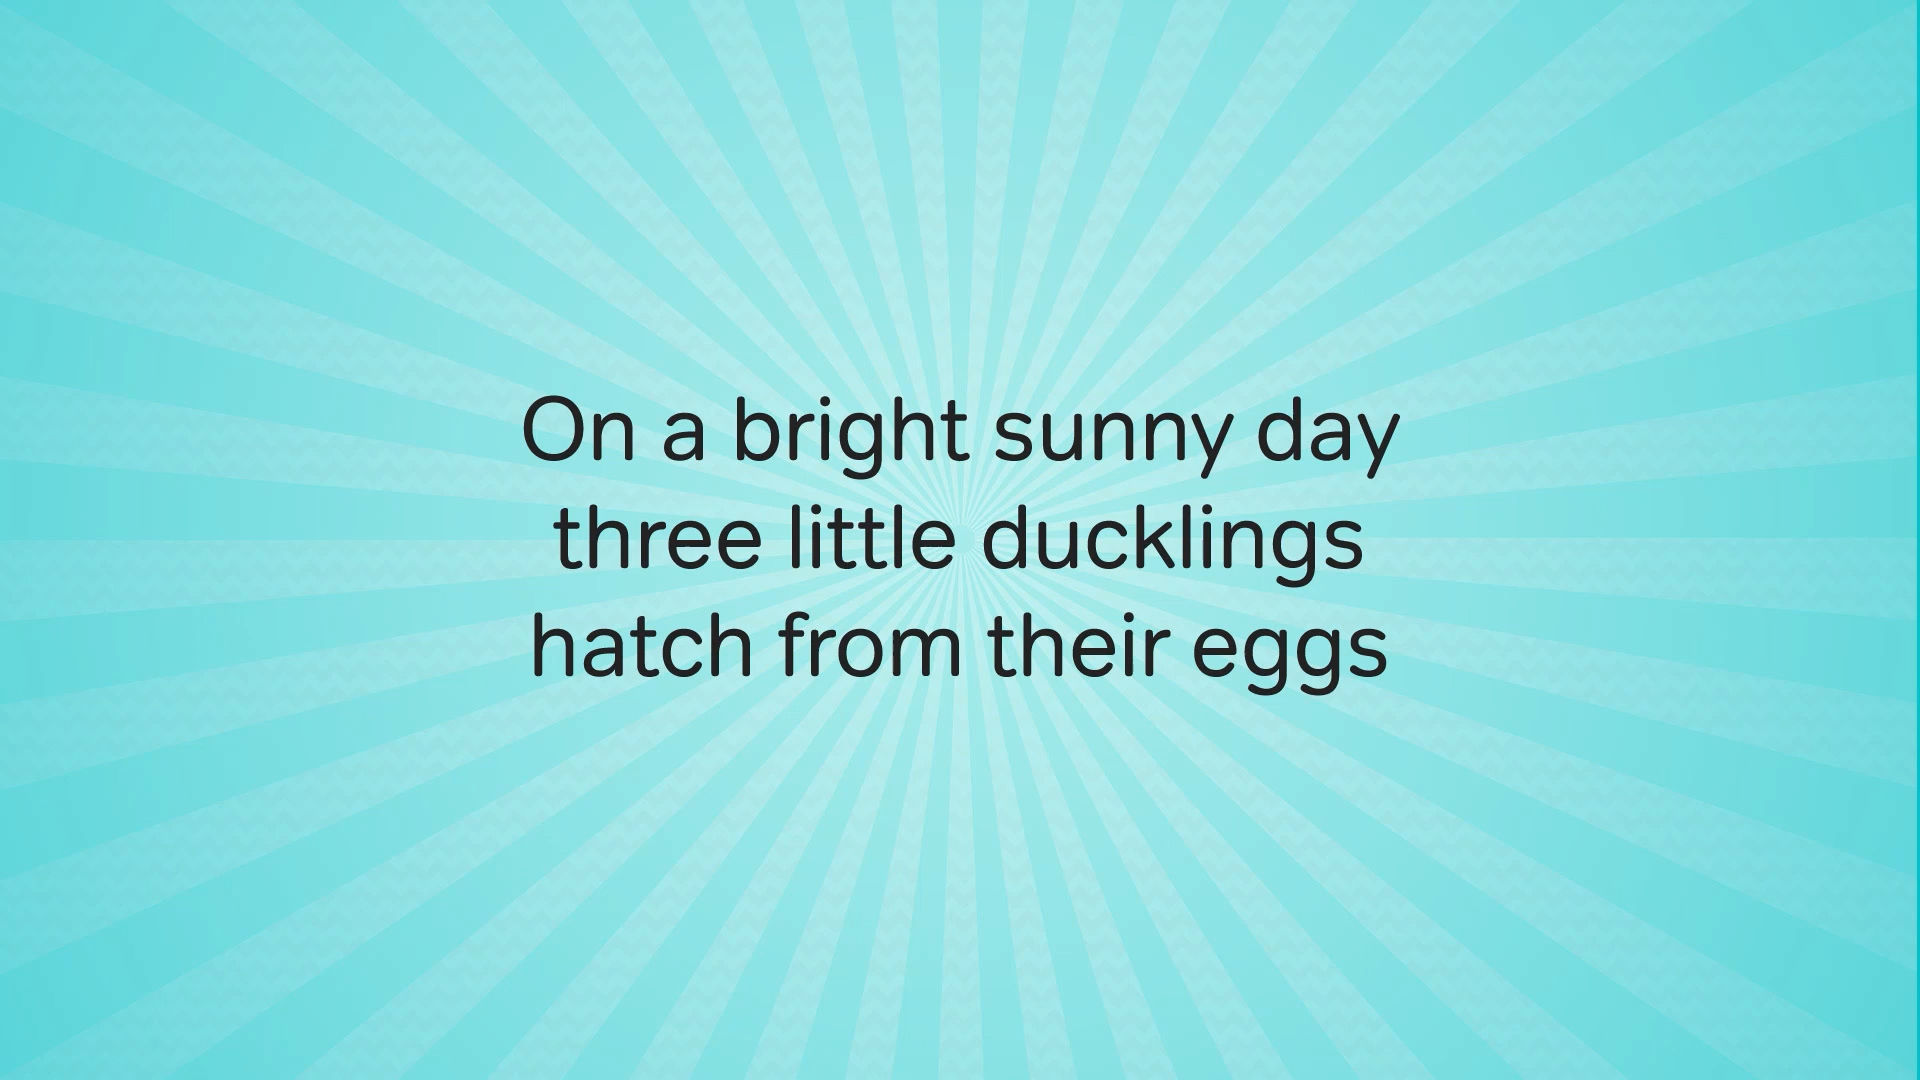 On a bright sunny day
three little ducklings
hatch from their eggs